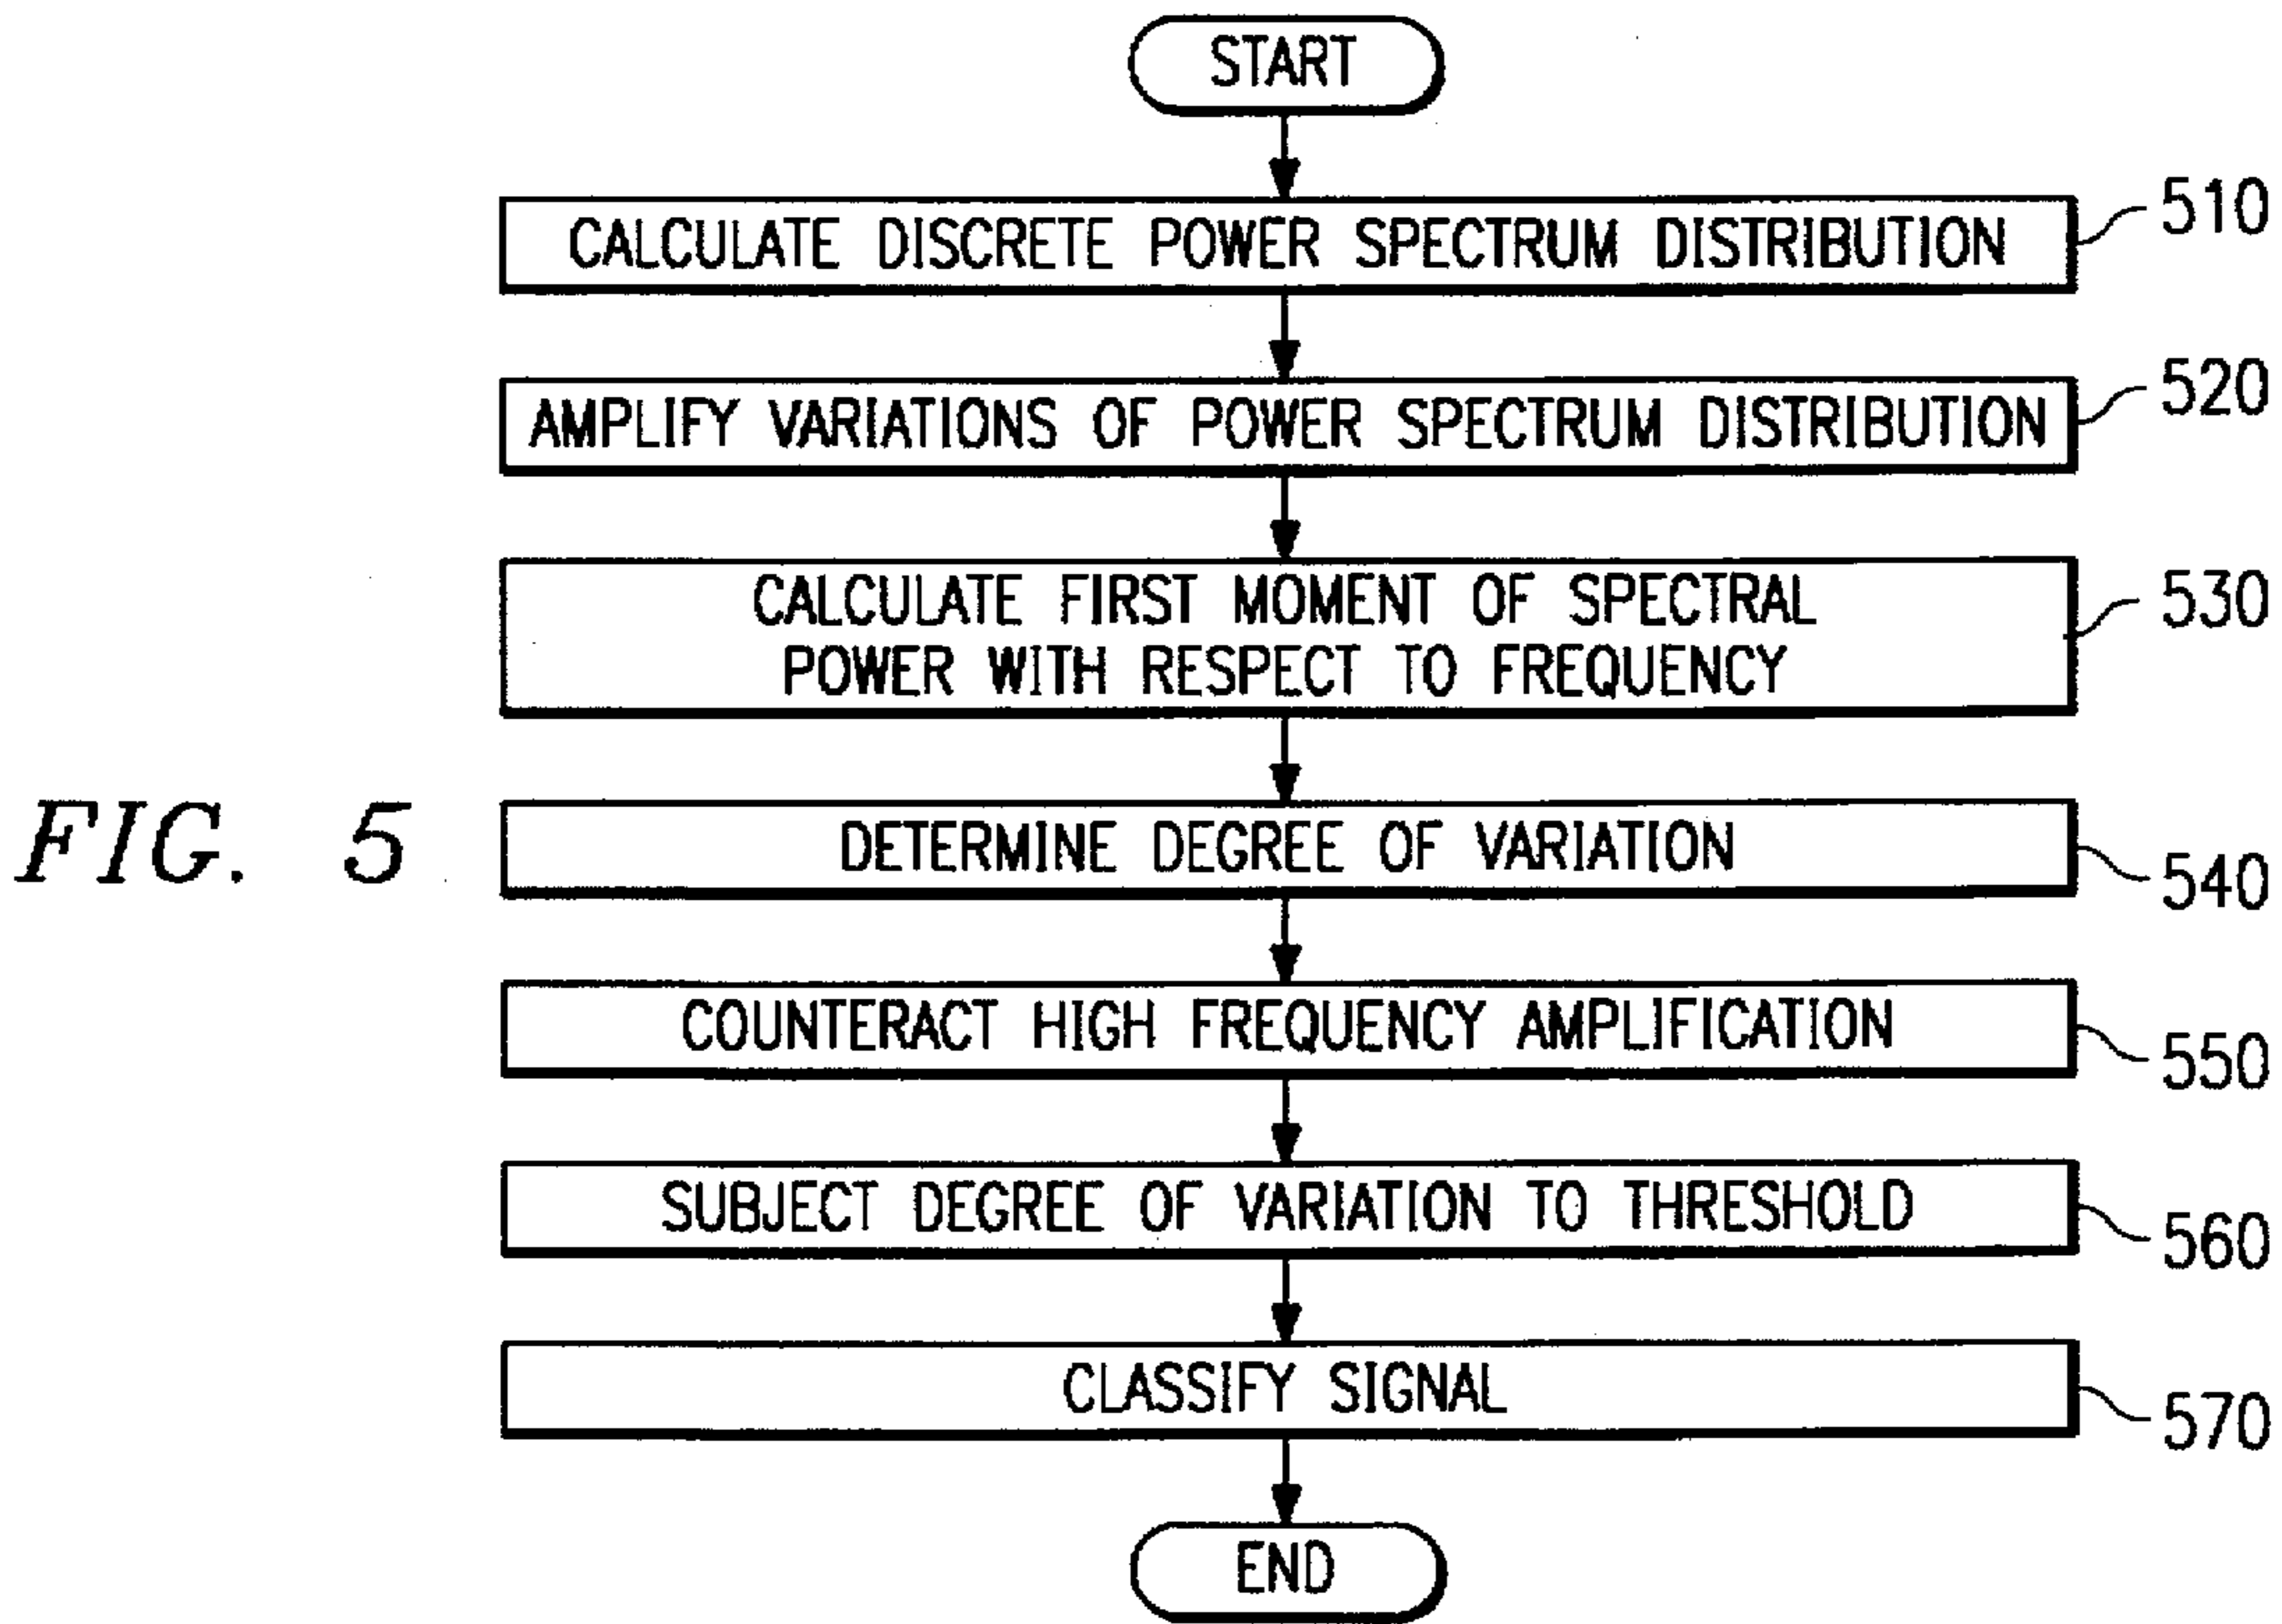 START
CALCULATE DISCRETE POWER SPECTRUM DISTRIBUTION
510
AMPLIFY VARIATIONS OF POWER SPECTRUM DISTRIBUTION
520
CALCULATE FIRST MOMENT OF SPECTRAL
POWER WITH RESPECT TO FREQUENCY
530
FIG. 5
DETERMINE DEGREE OF VARIATION
540
COUNTERACT HIGH FREQUENCY AMPLIFICATION
550
SUBJECT DEGREE OF VARIATION TO THRESHOLD
560
CLASSIFY SIGNAL
570
END